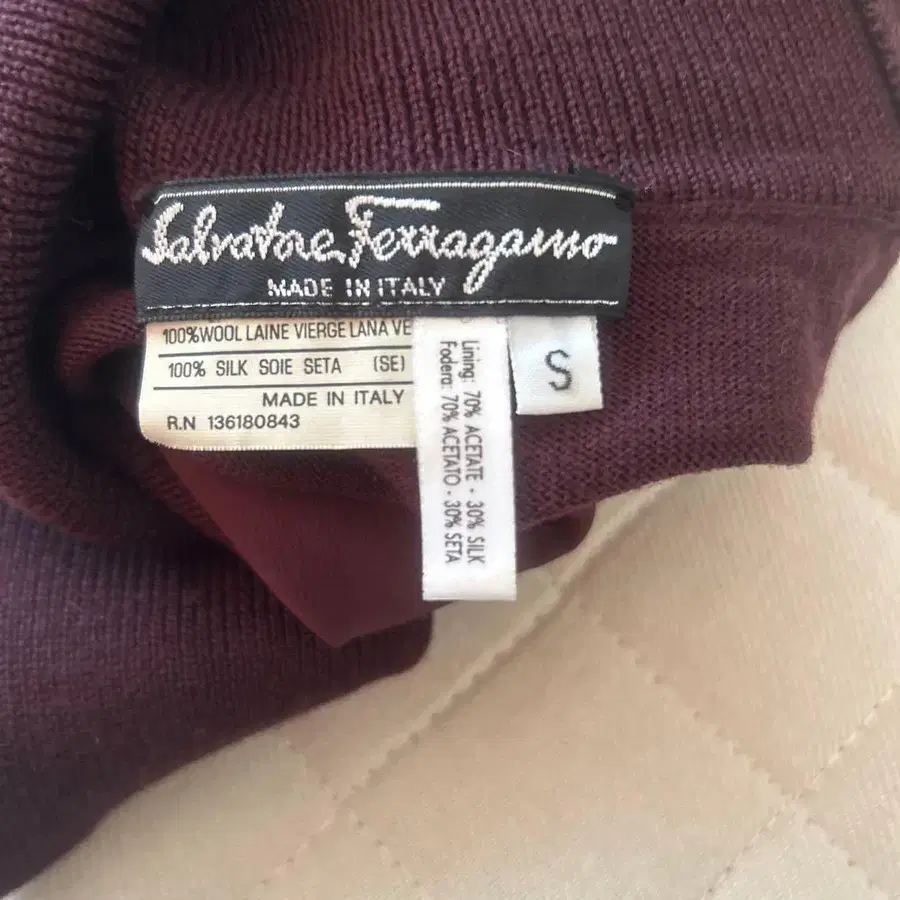 Salvatore Ferragamo
MADE IN ITALY
100%WOOL LAINE VIERGE LANA VE
100% SILK SOIE SETA (SE)
MADE IN ITALY
R.N 136180843
Lining: 70% ACETATE - 30% SILK
Fodera: 70% ACETATO - 30% SETA
S